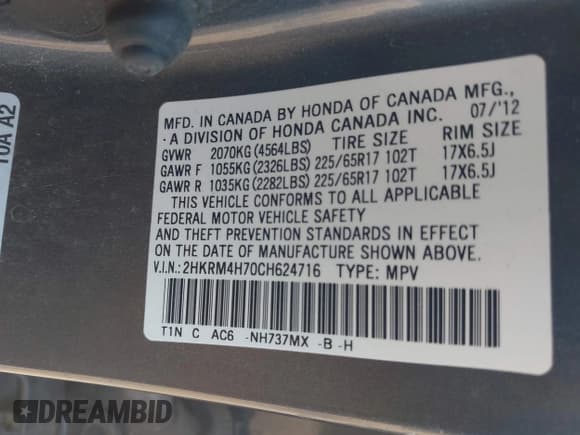 10A A2
MFD. IN CANADA BY HONDA OF CANADA MFG.,
- A DIVISION OF HONDA CANADA INC. 07/'12
GVWR 2070KG(4564LBS) TIRE SIZE RIM SIZE
GAWR F 1055KG(2326LBS) 225/65R17 102T 17X6.5J
GAWR R 1035KG(2282LBS) 225/65R17 102T 17X6.5J
THIS VEHICLE CONFORMS TO ALL APPLICABLE
FEDERAL MOTOR VEHICLE SAFETY
AND THEFT PREVENTION STANDARDS IN EFFECT
ON THE DATE OF MANUFACTURE SHOWN ABOVE.
V.I.N.: 2HKRM4H70CH624716 TYPE: MPV
T1N C AC6 -NH737MX -B -H
DREAMBID